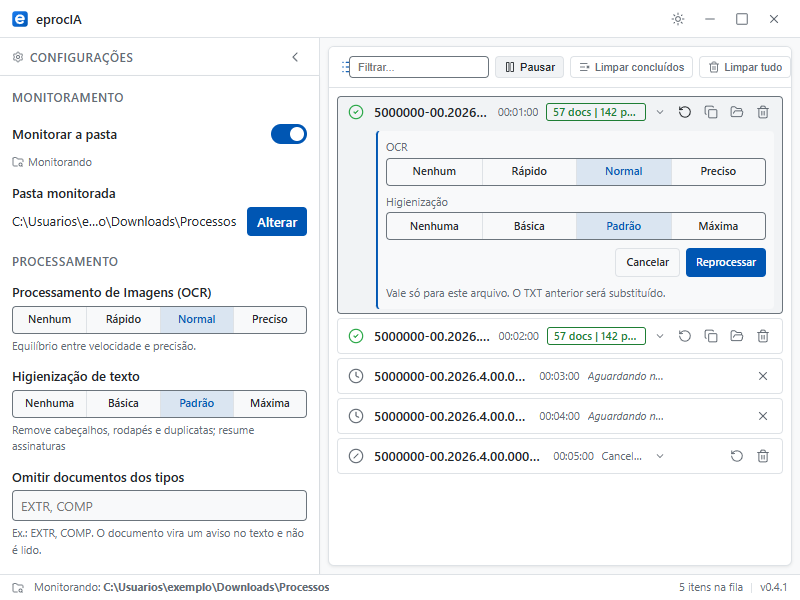 eprocIA
CONFIGURAÇÕES
MONITORAMENTO
Monitorar a pasta
Monitorando
Pasta monitorada
C:\Usuarios\e...o\Downloads\Processos
Alterar
PROCESSAMENTO
Processamento de Imagens (OCR)
Nenhum Rápido Normal Preciso
Equilíbrio entre velocidade e precisão.
Higienização de texto
Nenhuma Básica Padrão Máxima
Remove cabeçalhos, rodapés e duplicatas; resume
assinaturas
Omitir documentos dos tipos
EXTR, COMP
Ex.: EXTR, COMP. O documento vira um aviso no texto e não
é lido.
Filtrar... Pausar Limpar concluídos Limpar tudo
5000000-00.2026... 00:01:00 57 docs | 142 p...
OCR
Nenhum Rápido Normal Preciso
Higienização
Nenhuma Básica Padrão Máxima
Cancelar Reprocessar
Vale só para este arquivo. O TXT anterior será substituído.
5000000-00.2026.... 00:02:00 57 docs | 142 p...
5000000-00.2026.4.00.0... 00:03:00 Aguardando n...
5000000-00.2026.4.00.0... 00:04:00 Aguardando n...
5000000-00.2026.4.00.000... 00:05:00 Cancel...
Monitorando: C:\Usuarios\exemplo\Downloads\Processos
5 itens na fila v0.4.1